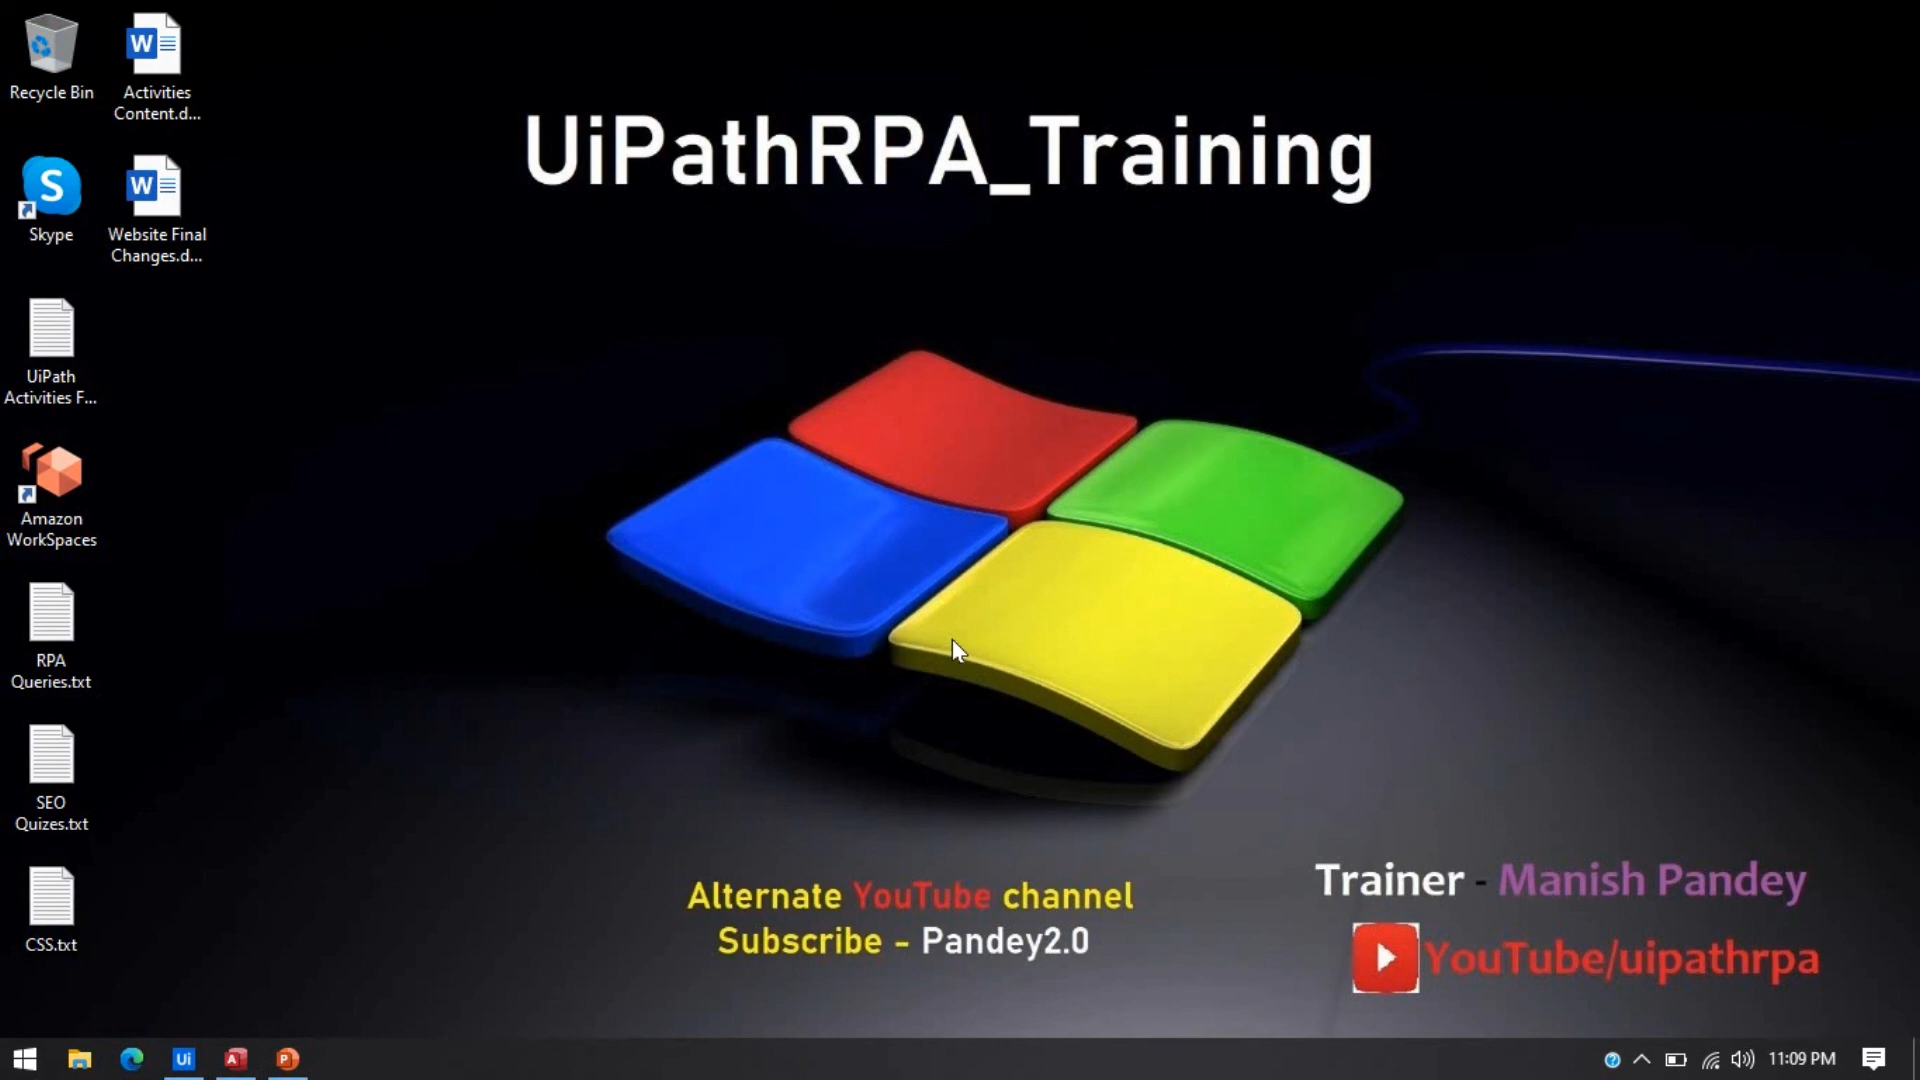 Recycle Bin
Activities
Content.d...
Skype
Website Final
Changes.d...
UiPath
Activities F...
Amazon
WorkSpaces
RPA
Queries.txt
SEO
Quizes.txt
CSS.txt
UiPathRPA_Training
Alternate YouTube channel
Subscribe - Pandey2.0
Trainer - Manish Pandey
YouTube/uipathrpa
W
W
S
Ui
A
P
11:09 PM